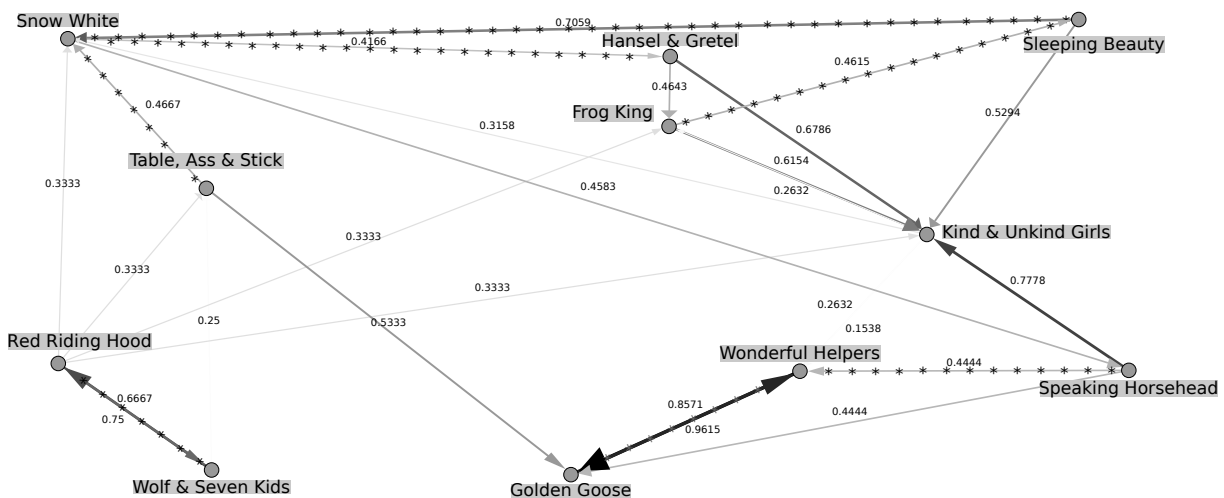 Snow White
0.7059
0.4166
Hansel & Gretel
Sleeping Beauty
0.4615
0.4643
0.4667
Frog King
0.5294
0.3158
0.6786
Table, Ass & Stick
0.6154
0.3333
0.4583
0.2632
0.3333
Kind & Unkind Girls
0.3333
0.3333
0.7778
0.25
0.5333
0.2632
0.1538
Red Riding Hood
Wonderful Helpers
0.4444
Speaking Horsehead
0.6667
0.75
0.8571
0.9615
0.4444
Wolf & Seven Kids
Golden Goose